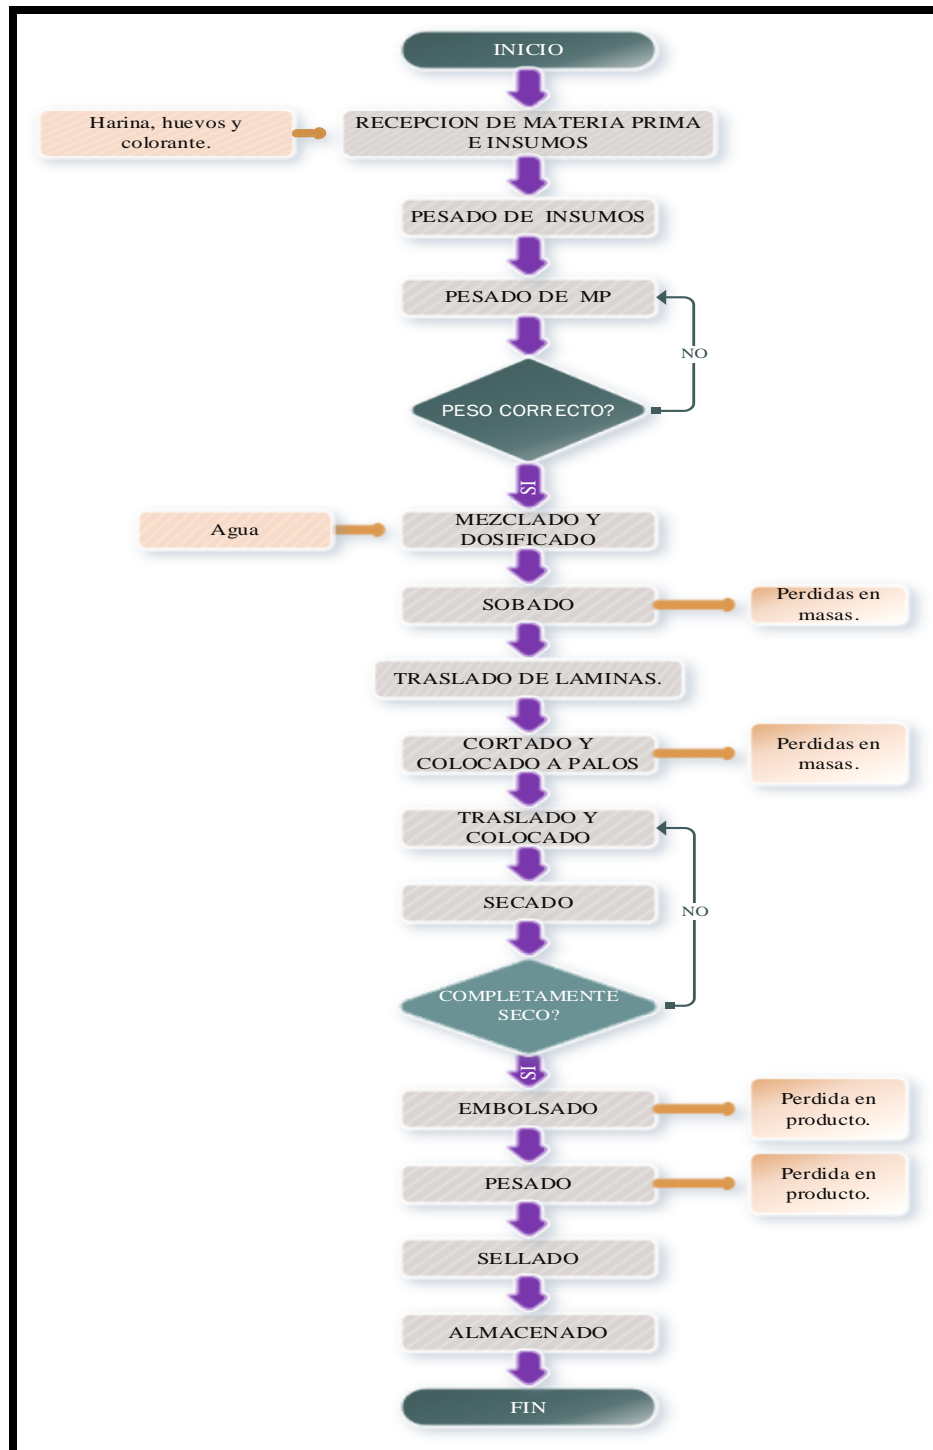 INICIO
Harina, huevos y
colorante.
RECEPCION DE MATERIA PRIMA
E INSUMOS
PESADO DE INSUMOS
PESADO DE MP
NO
PESO CORRECTO?
SI
Agua
MEZCLADO Y
DOSIFICADO
SOBADO
Perdidas en
masas.
TRASLADO DE LAMINAS.
CORTADO Y
COLOCADO A PALOS
Perdidas en
masas.
TRASLADO Y
COLOCADO
SECADO
NO
COMPLETAMENTE
SECO?
SI
EMBOLSADO
Perdida en
producto.
PESADO
Perdida en
producto.
SELLADO
ALMACENADO
FIN